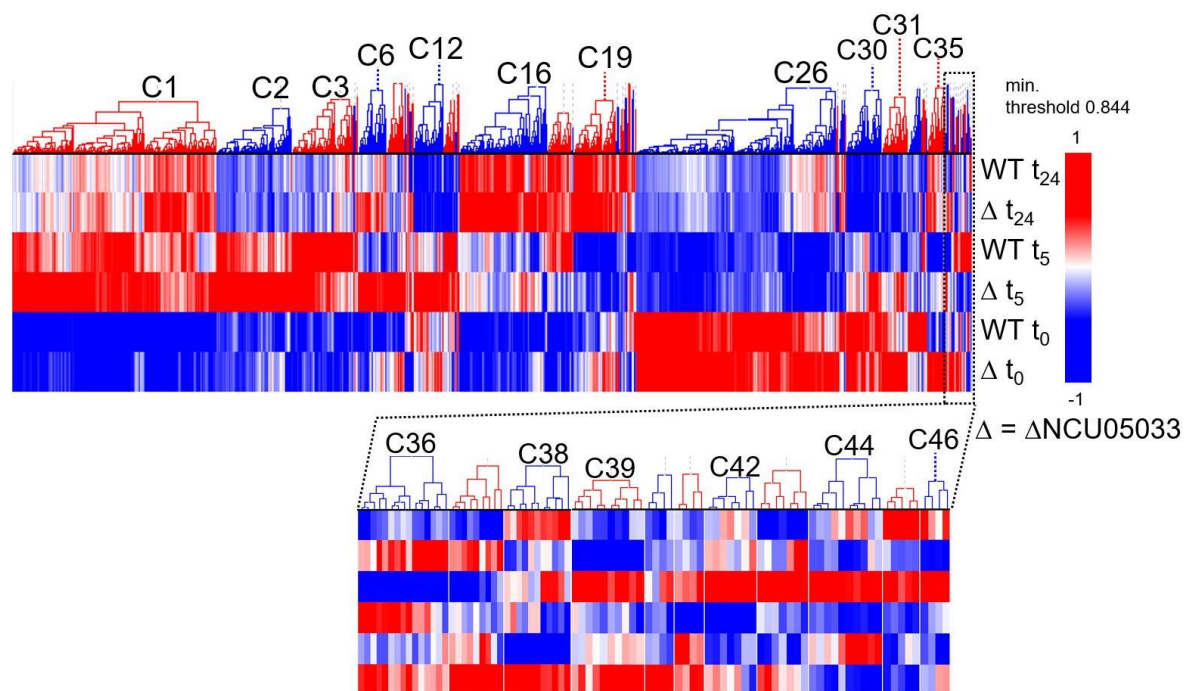 C1 C2 C3 C6 C12 C16 C19 C26 C30 C31 C35
min.
threshold 0.844
1
WT t24
Δ t24
WT t5
Δ t5
WT t0
Δ t0
-1
Δ = ΔNCU05033
C36 C38 C39 C42 C44 C46